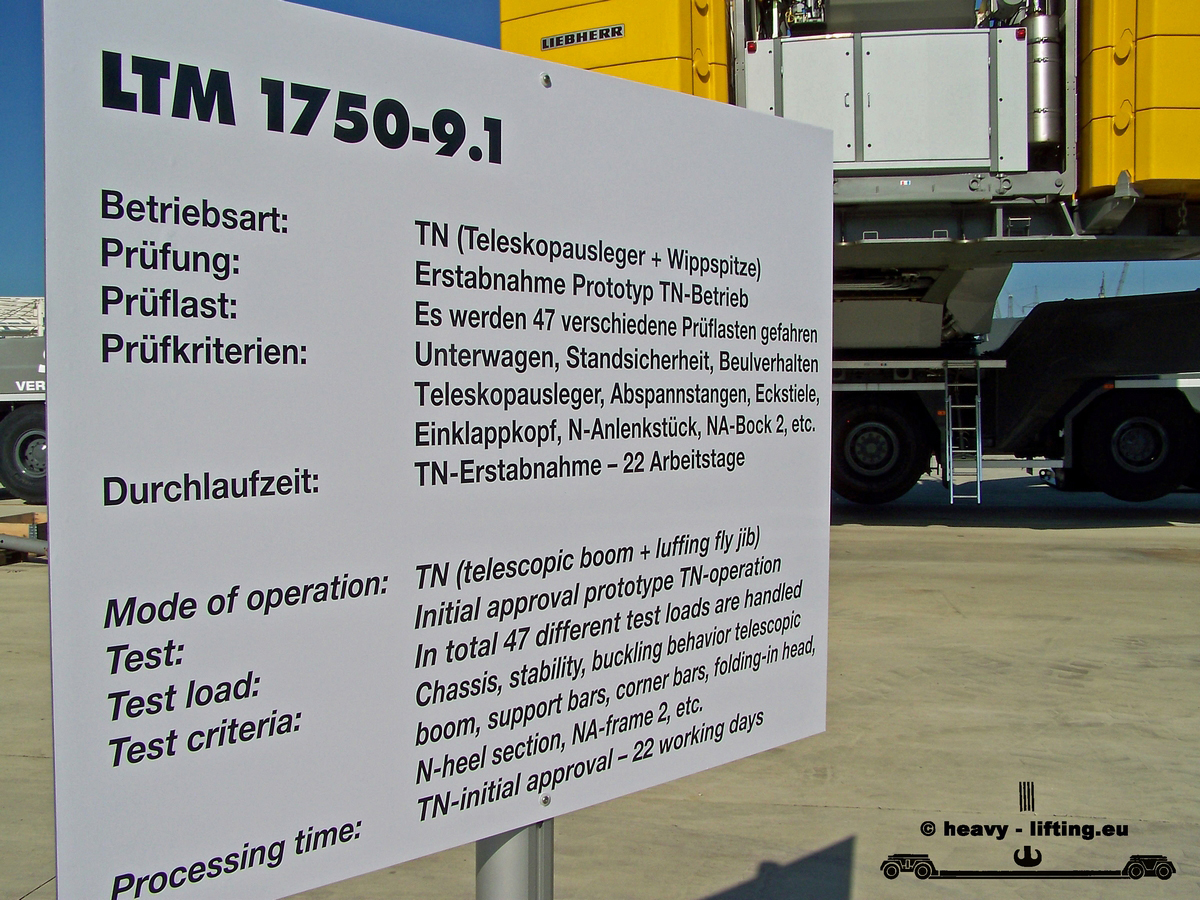 LIEBHERR
LTM 1750-9.1
Betriebsart: TN (Teleskopausleger + Wippspitze)
Prüfung: Erstabnahme Prototyp TN-Betrieb
Prüflast: Es werden 47 verschiedene Prüflasten gefahren
Prüfkriterien: Unterwagen, Standsicherheit, Beulverhalten
Teleskopausleger, Abspannstangen, Eckstiele,
Einklappkopf, N-Anlenkstück, NA-Bock 2, etc.
Durchlaufzeit: TN-Erstabnahme – 22 Arbeitstage
Mode of operation: TN (telescopic boom + luffing fly jib)
Test: Initial approval prototype TN-operation
Test load: In total 47 different test loads are handled
Test criteria: Chassis, stability, buckling behavior telescopic
boom, support bars, corner bars, folding-in head,
N-heel section, NA-frame 2, etc.
Processing time: TN-initial approval – 22 working days
VER
© heavy - lifting.eu